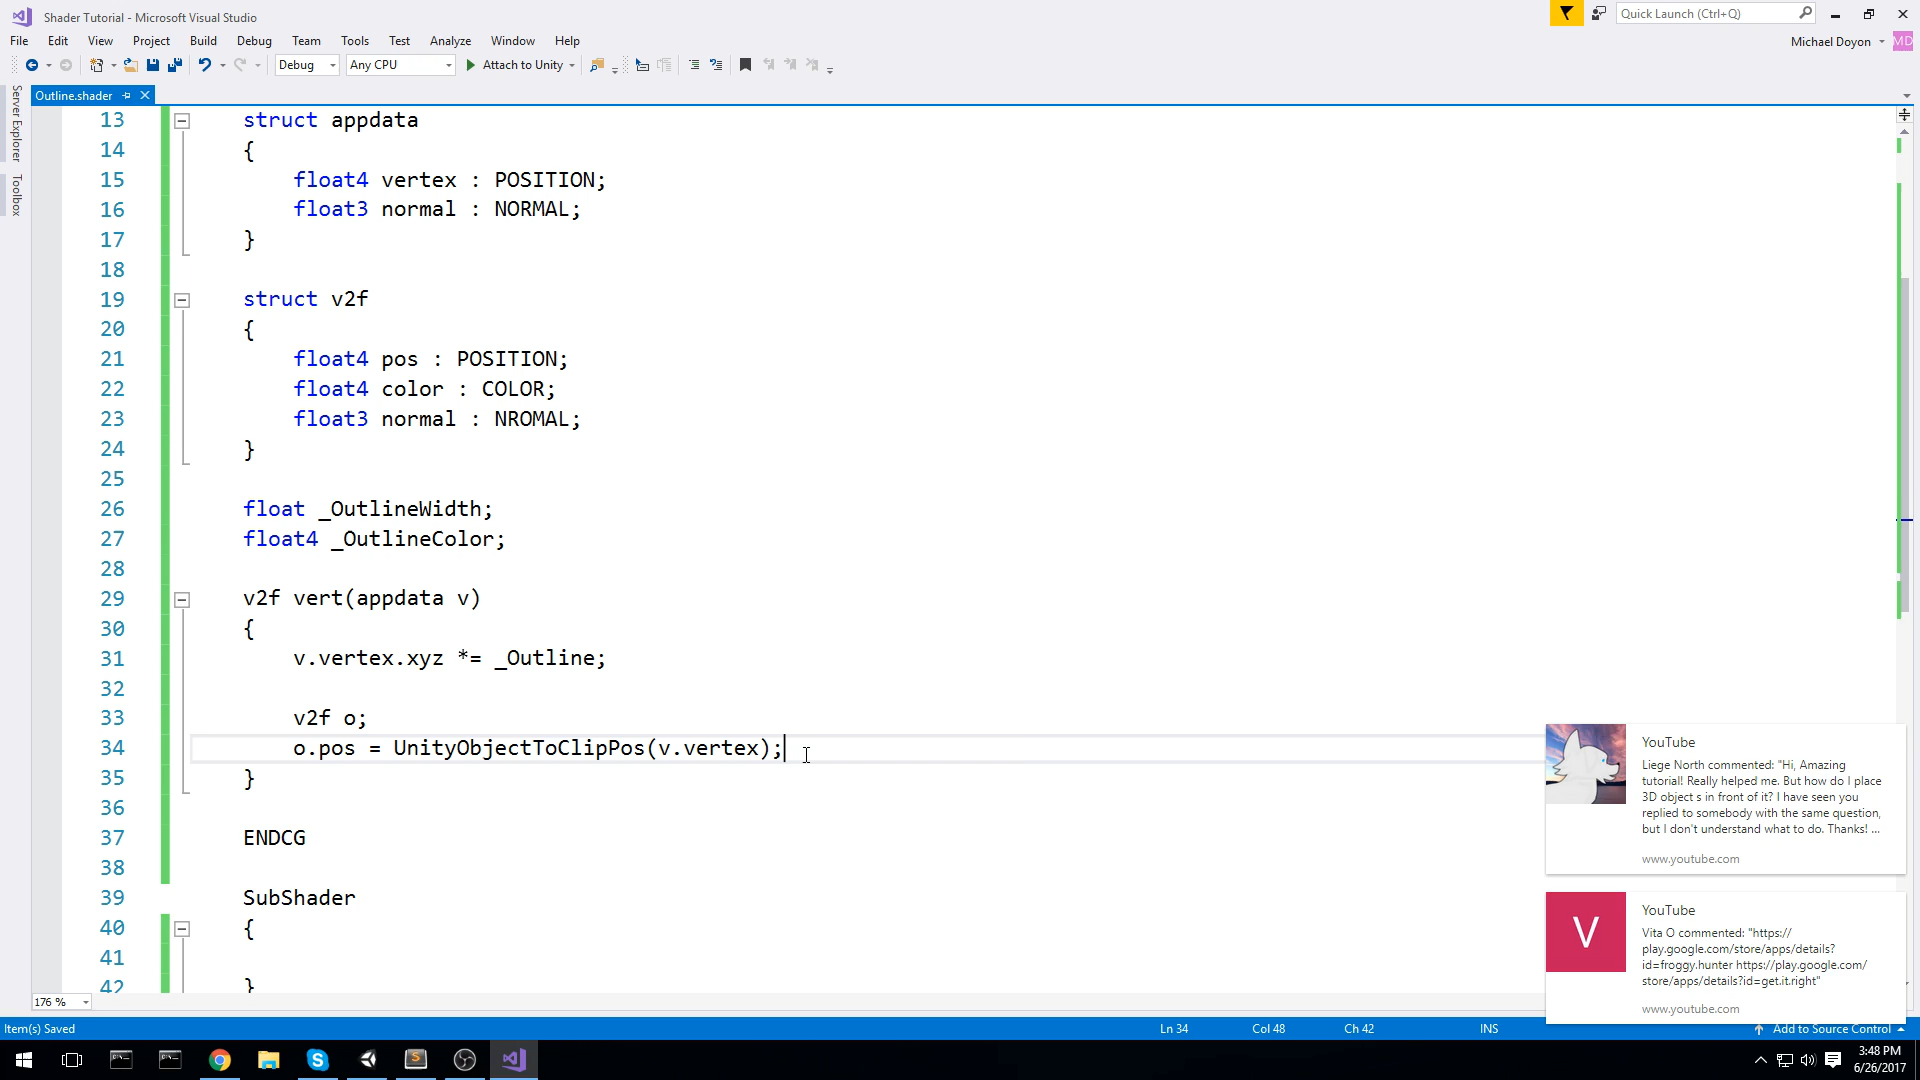 Shader Tutorial - Microsoft Visual Studio
Quick Launch (Ctrl+Q)
File Edit View Project Build Debug Team Tools Test Analyze Window Help
Michael Doyon MD
Debug Any CPU Attach to Unity
Server Explorer
Toolbox
Outline.shader
13 struct appdata
14 {
15 float4 vertex : POSITION;
16 float3 normal : NORMAL;
17 }
18
19 struct v2f
20 {
21 float4 pos : POSITION;
22 float4 color : COLOR;
23 float3 normal : NROMAL;
24 }
25
26 float _OutlineWidth;
27 float4 _OutlineColor;
28
29 v2f vert(appdata v)
30 {
31 v.vertex.xyz *= _Outline;
32
33 v2f o;
34 o.pos = UnityObjectToClipPos(v.vertex);
35 }
36
37 ENDCG
38
39 SubShader
40 {
41
42 }
176 %
YouTube
Liege North commented: "Hi, Amazing
tutorial! Really helped me. But how do I place
3D object s in front of it? I have seen you
replied to somebody with the same question,
but I don't understand what to do. Thanks! ...
www.youtube.com
V
YouTube
Vita O commented: "https://
play.google.com/store/apps/details?
id=froggy.hunter https://play.google.com/
store/apps/details?id=get.it.right"
www.youtube.com
Item(s) Saved Ln 34 Col 48 Ch 42 INS Add to Source Control
3:48 PM
6/26/2017